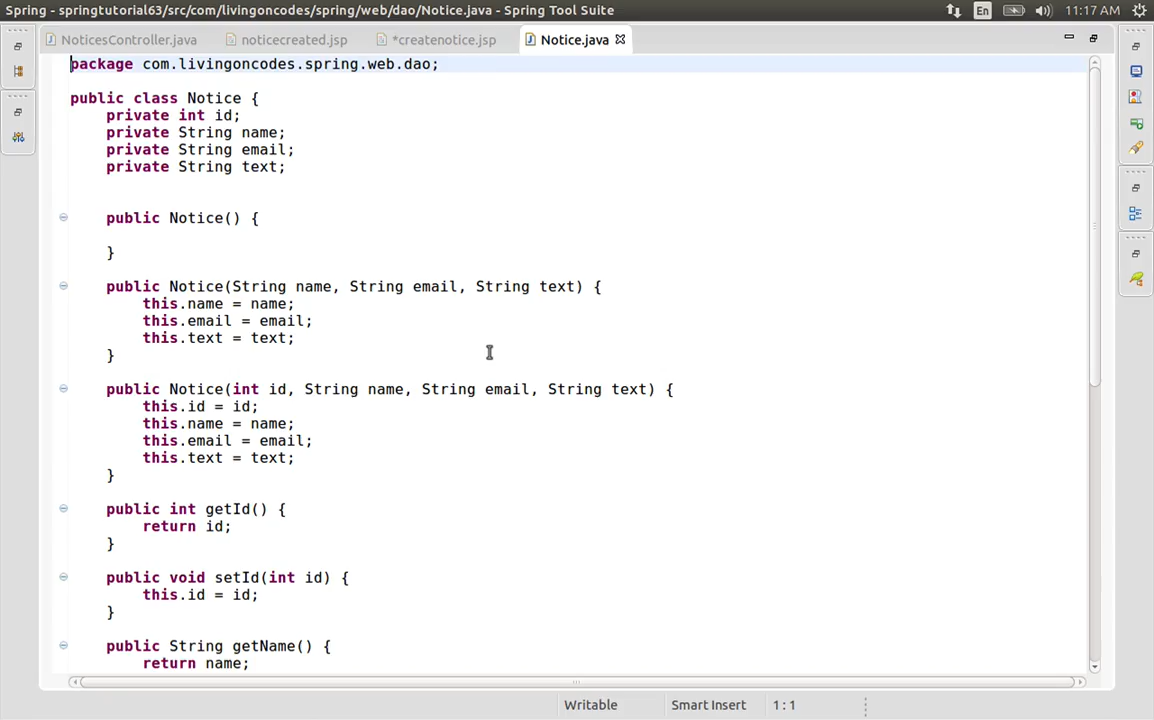 Spring - springtutorial63/src/com/livingoncodes/spring/web/dao/Notice.java - Spring Tool Suite
En
11:17 AM
NoticesController.java
noticecreated.jsp
*createnotice.jsp
Notice.java
package com.livingoncodes.spring.web.dao;
public class Notice {
private int id;
private String name;
private String email;
private String text;
public Notice() {
}
public Notice(String name, String email, String text) {
this.name = name;
this.email = email;
this.text = text;
}
public Notice(int id, String name, String email, String text) {
this.id = id;
this.name = name;
this.email = email;
this.text = text;
}
public int getId() {
return id;
}
public void setId(int id) {
this.id = id;
}
public String getName() {
return name;
Writable
Smart Insert
1 : 1